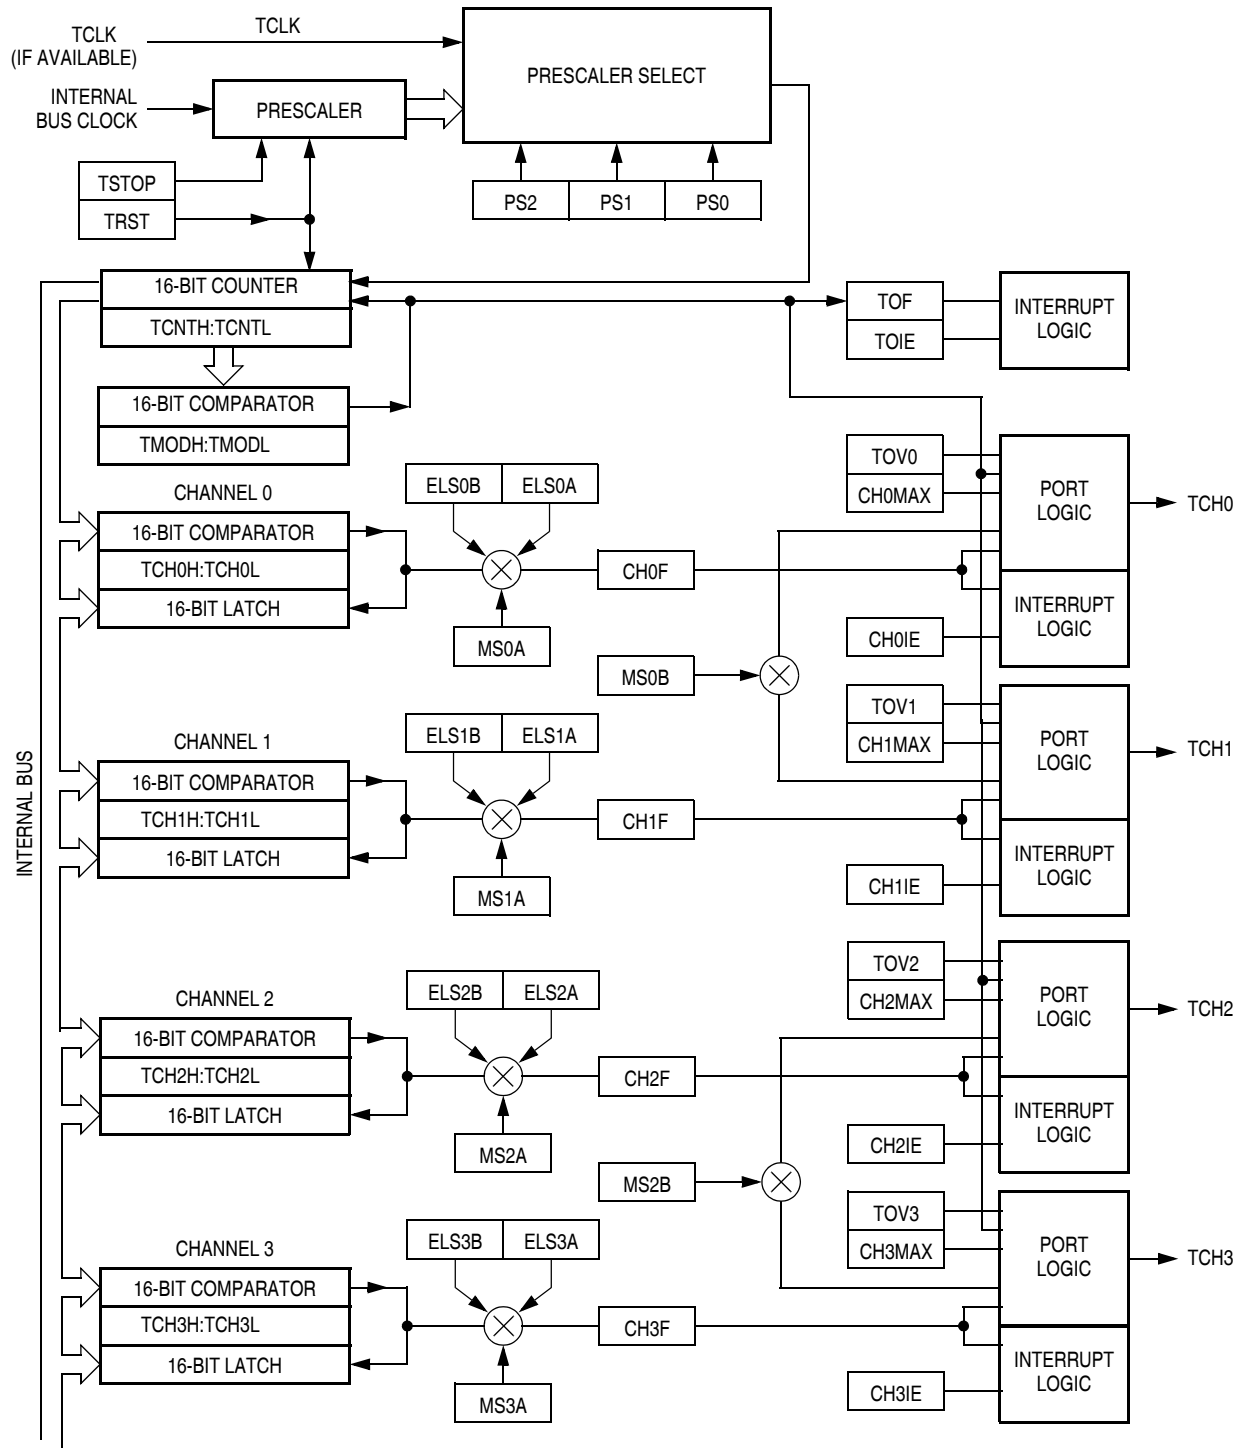 TCLK
(IF AVAILABLE)
TCLK
PRESCALER SELECT
INTERNAL
BUS CLOCK
PRESCALER
TSTOP
TRST
PS2
PS1
PS0
16-BIT COUNTER
TCNTH:TCNTL
TOF
TOIE
INTERRUPT
LOGIC
16-BIT COMPARATOR
TMODH:TMODL
CHANNEL 0
16-BIT COMPARATOR
TCH0H:TCH0L
16-BIT LATCH
ELS0B
ELS0A
MS0A
CH0F
MS0B
TOV0
CH0MAX
CH0IE
PORT
LOGIC
INTERRUPT
LOGIC
TCH0
CHANNEL 1
16-BIT COMPARATOR
TCH1H:TCH1L
16-BIT LATCH
ELS1B
ELS1A
MS1A
CH1F
TOV1
CH1MAX
CH1IE
PORT
LOGIC
INTERRUPT
LOGIC
TCH1
INTERNAL BUS
CHANNEL 2
16-BIT COMPARATOR
TCH2H:TCH2L
16-BIT LATCH
ELS2B
ELS2A
MS2A
CH2F
MS2B
TOV2
CH2MAX
CH2IE
PORT
LOGIC
INTERRUPT
LOGIC
TCH2
CHANNEL 3
16-BIT COMPARATOR
TCH3H:TCH3L
16-BIT LATCH
ELS3B
ELS3A
MS3A
CH3F
TOV3
CH3MAX
CH3IE
PORT
LOGIC
INTERRUPT
LOGIC
TCH3